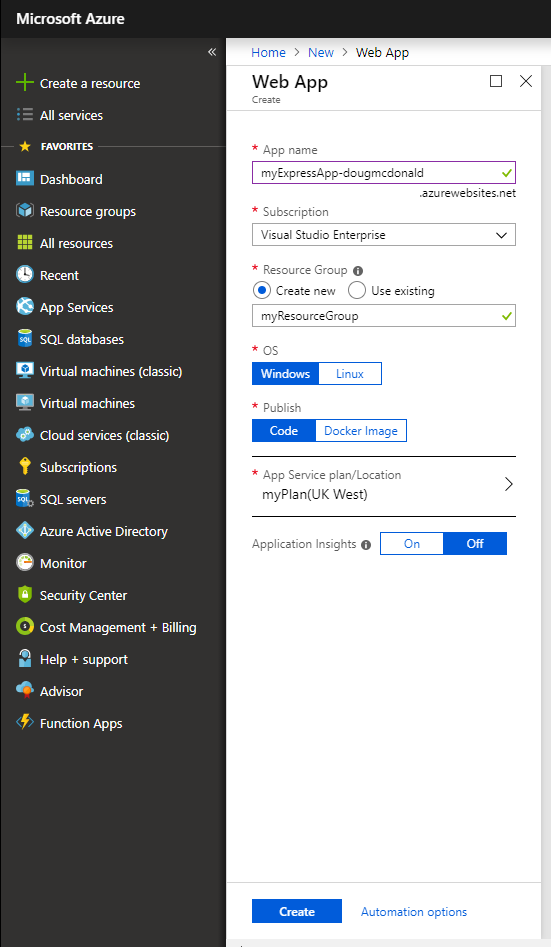 Microsoft Azure
«
Create a resource
All services
FAVORITES
Dashboard
Resource groups
All resources
Recent
App Services
SQL databases
Virtual machines (classic)
Virtual machines
Cloud services (classic)
Subscriptions
SQL servers
Azure Active Directory
Monitor
Security Center
Cost Management + Billing
Help + support
Advisor
Function Apps
Home > New > Web App
Web App
Create
* App name
myExpressApp-dougmcdonald
.azurewebsites.net
* Subscription
Visual Studio Enterprise
* Resource Group
Create new Use existing
myResourceGroup
* OS
Windows Linux
* Publish
Code Docker Image
* App Service plan/Location
myPlan(UK West)
Application Insights On Off
Create Automation options